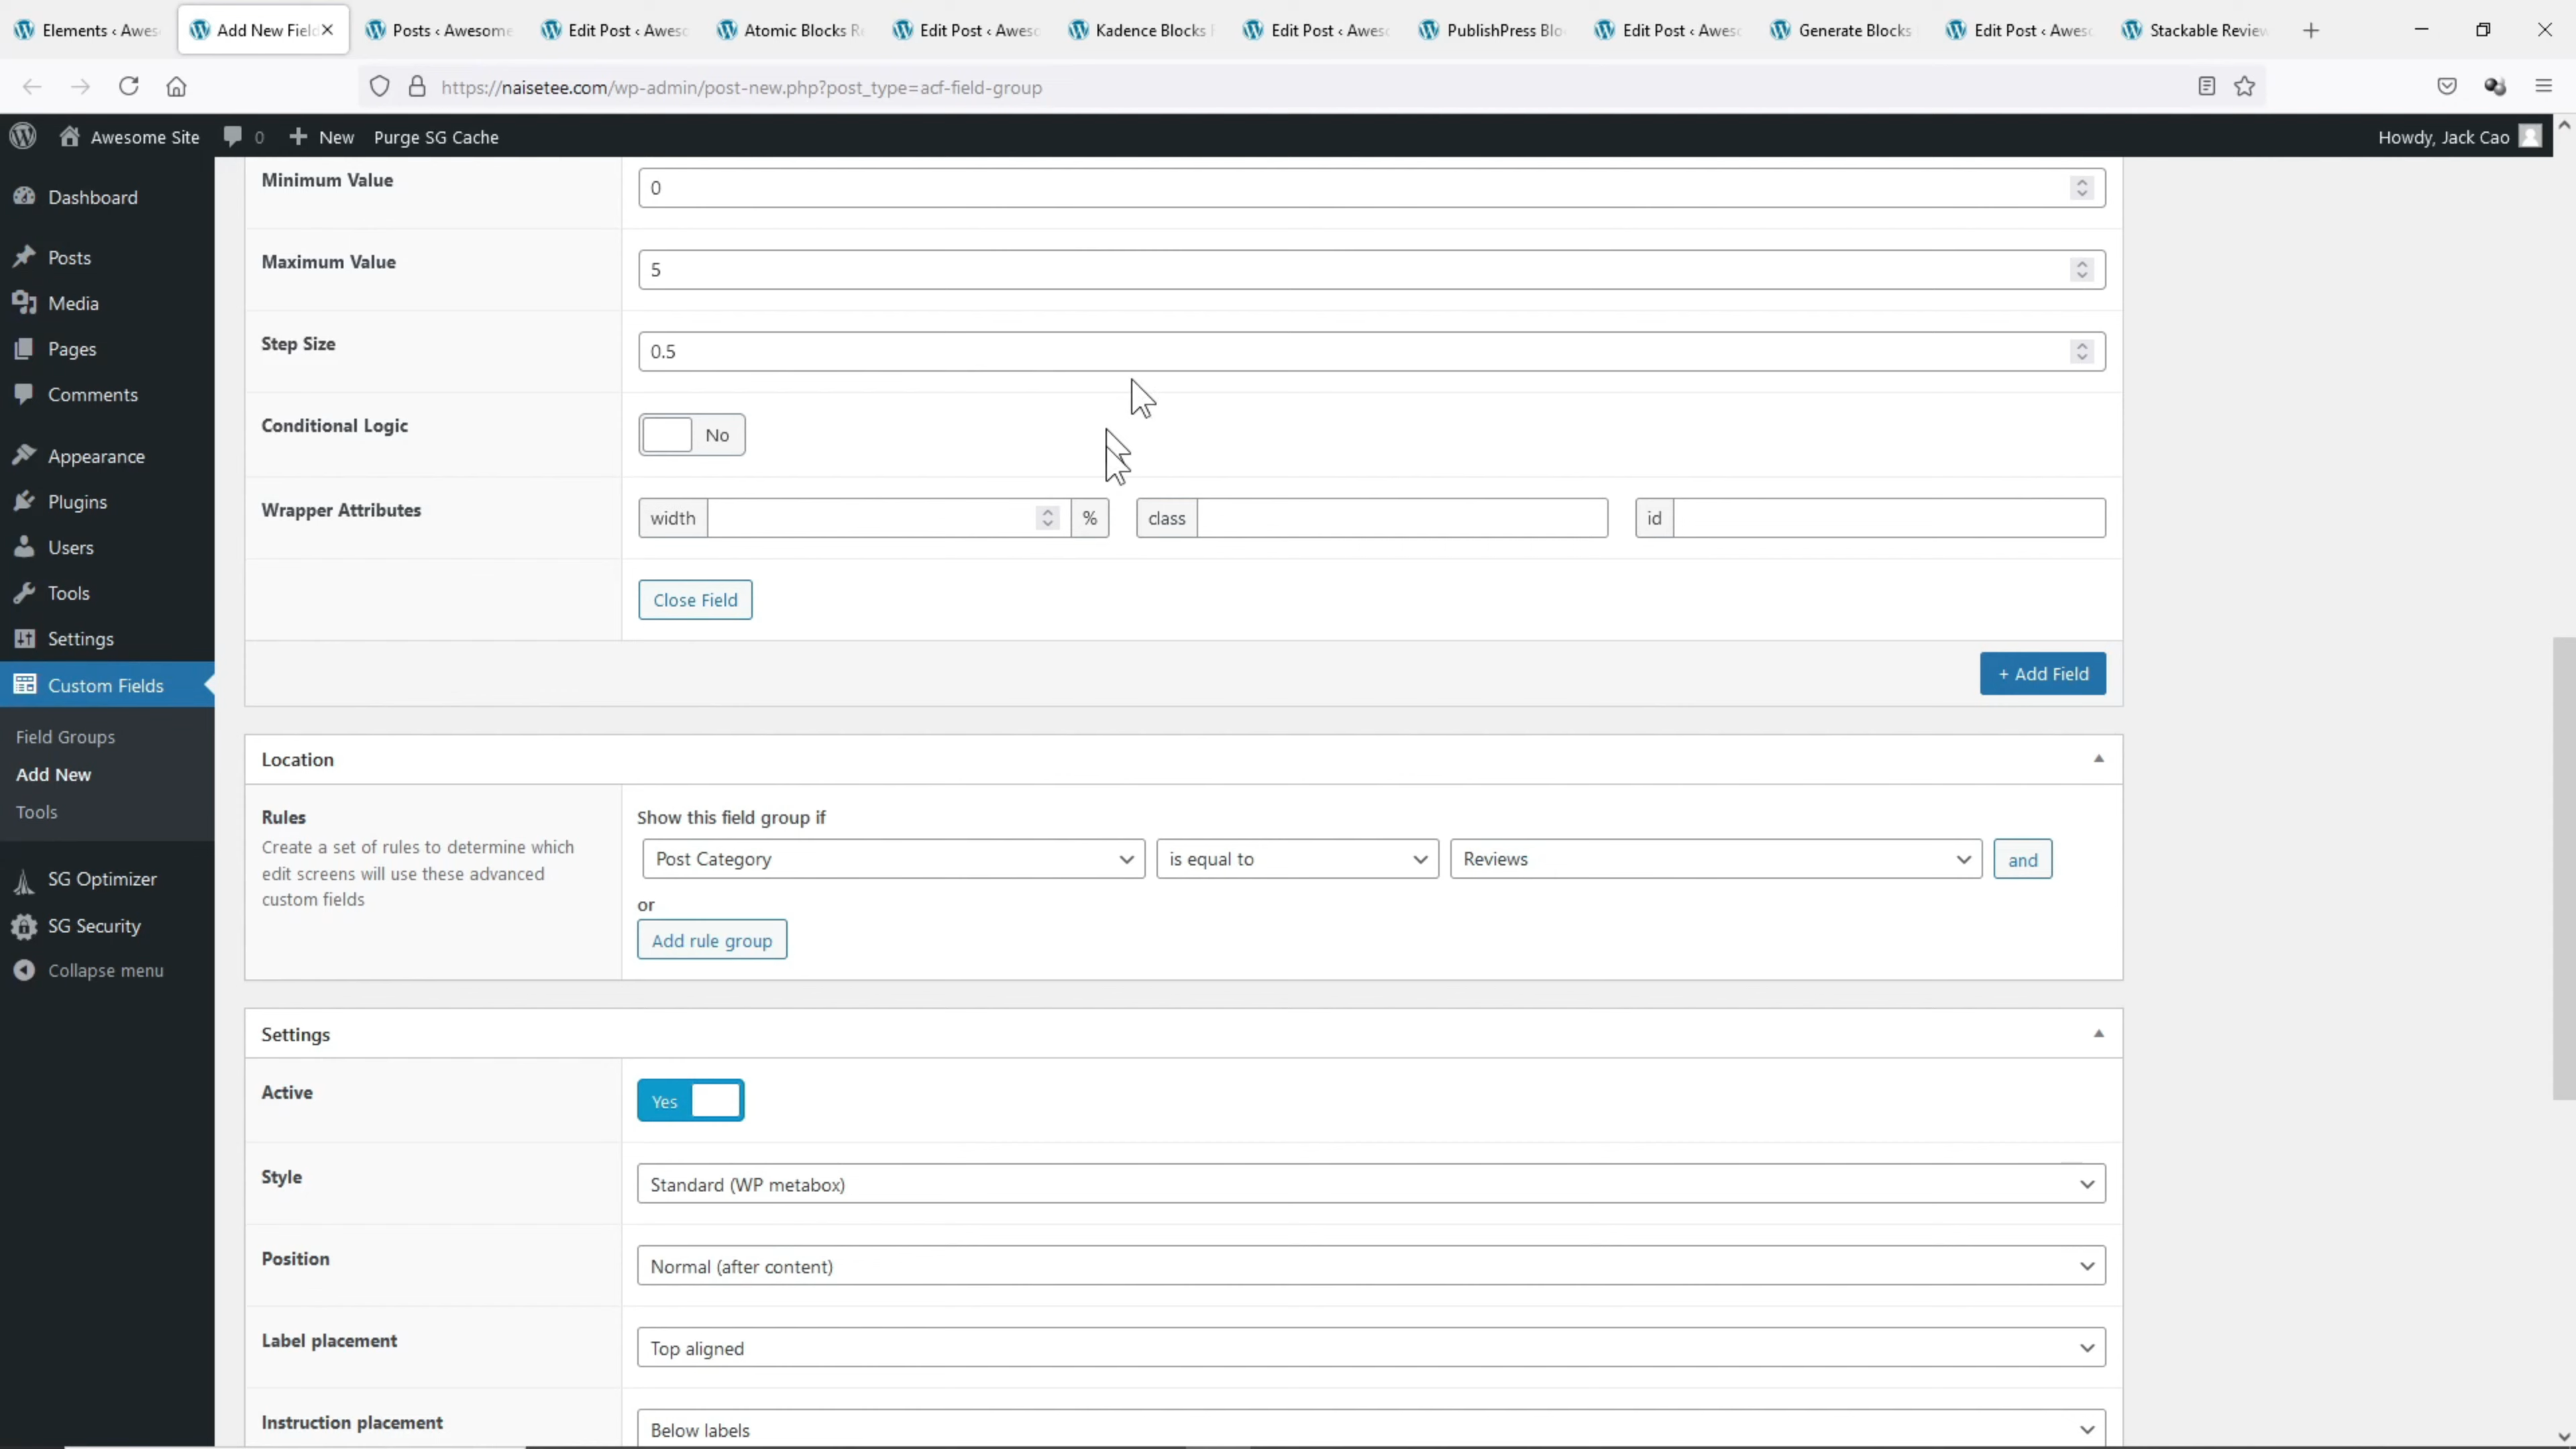 Elements ‹ Awes
Add New Fiel
Posts ‹ Awesome
Edit Post ‹ Aweso
Atomic Blocks R
Edit Post ‹ Aweso
Kadence Blocks
Edit Post ‹ Aweso
PublishPress Blo
Edit Post ‹ Aweso
Generate Blocks
Edit Post ‹ Aweso
Stackable Review
https://naisetee.com/wp-admin/post-new.php?post_type=acf-field-group
Awesome Site
0
New
Purge SG Cache
Howdy, Jack Cao
Dashboard
Posts
Media
Pages
Comments
Appearance
Plugins
Users
Tools
Settings
Custom Fields
Field Groups
Add New
Tools
SG Optimizer
SG Security
Collapse menu
Minimum Value
0
Maximum Value
5
Step Size
0.5
Conditional Logic
No
Wrapper Attributes
width
%
class
id
Close Field
+ Add Field
Location
Rules
Create a set of rules to determine which
edit screens will use these advanced
custom fields
Show this field group if
Post Category
is equal to
Reviews
and
or
Add rule group
Settings
Active
Yes
Style
Standard (WP metabox)
Position
Normal (after content)
Label placement
Top aligned
Instruction placement
Below labels